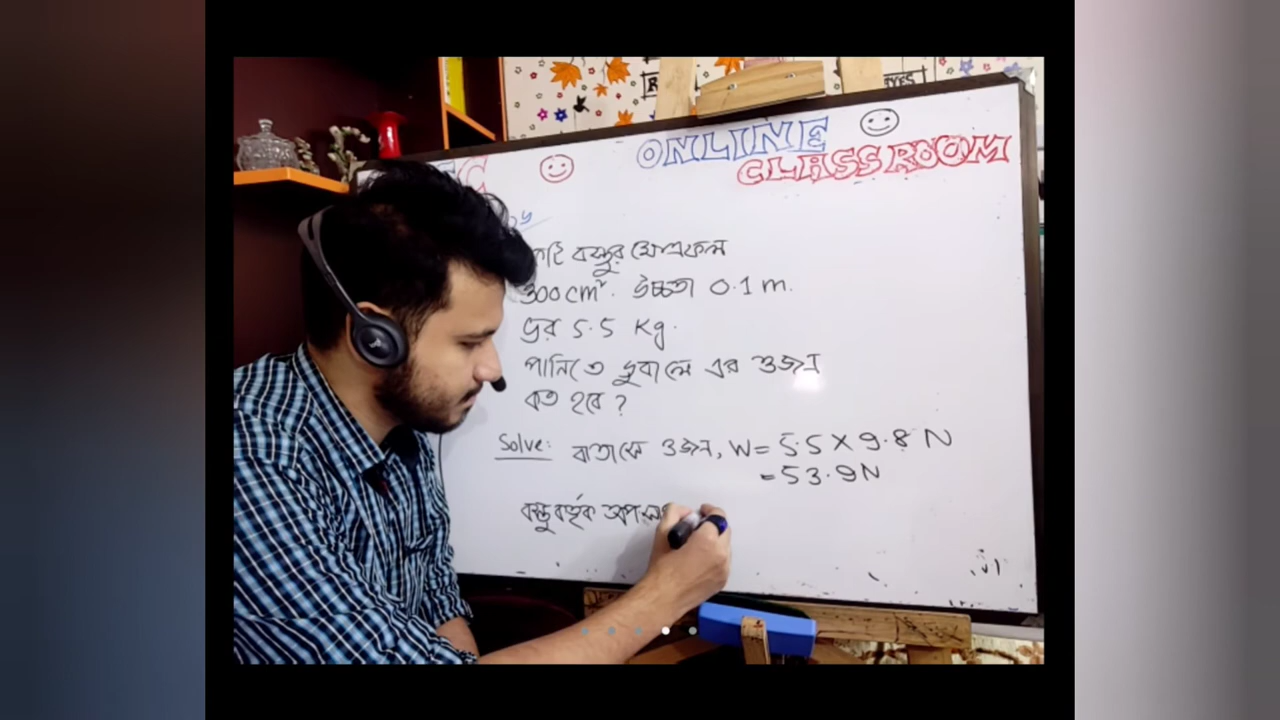 ONLINE
CLASSROOM
বস্তুর ক্ষেত্রফল
300 cm². উচ্চতা 0.1 m.
ভর 5.5 Kg.
পানিতে ডুবালে এর ওজন
কত হবে ?
Solve: বাতাসে ওজন, W = 5.5 X 9.8 N
= 53.9 N
বস্তু কর্তৃক